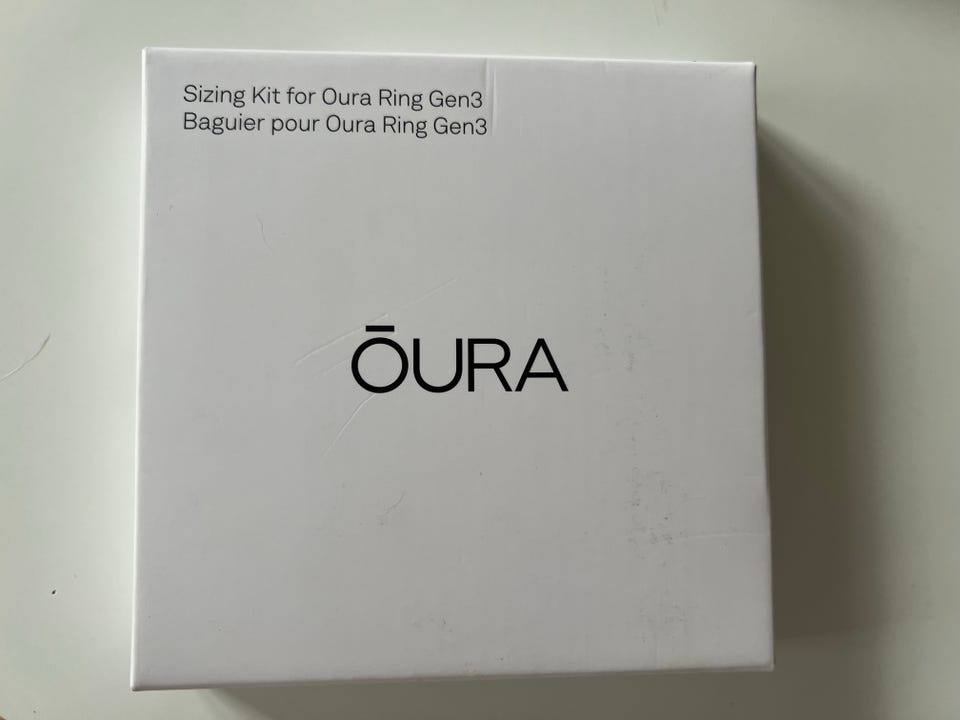 Sizing Kit for Oura Ring Gen3
Baguier pour Oura Ring Gen3
ŌURA